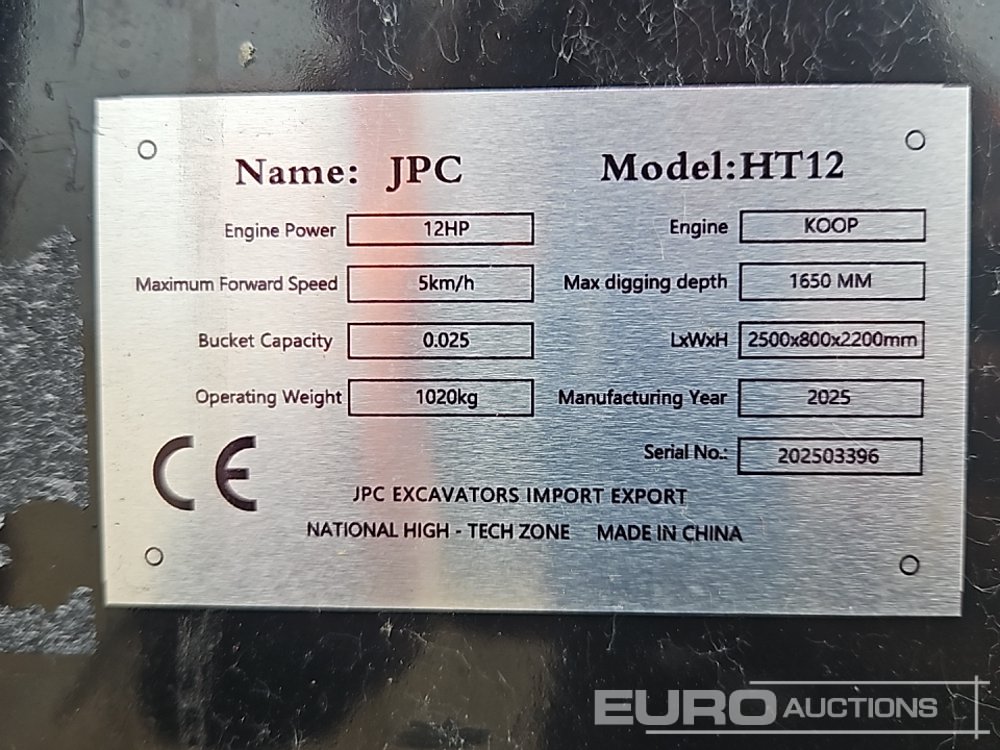 Name: JPC Model:HT12
Engine Power 12HP Engine KOOP
Maximum Forward Speed 5km/h Max digging depth 1650 MM
Bucket Capacity 0.025 LxWxH 2500x800x2200mm
Operating Weight 1020kg Manufacturing Year 2025
Serial No.: 202503396
CE
JPC EXCAVATORS IMPORT EXPORT
NATIONAL HIGH - TECH ZONE MADE IN CHINA
EURO AUCTIONS